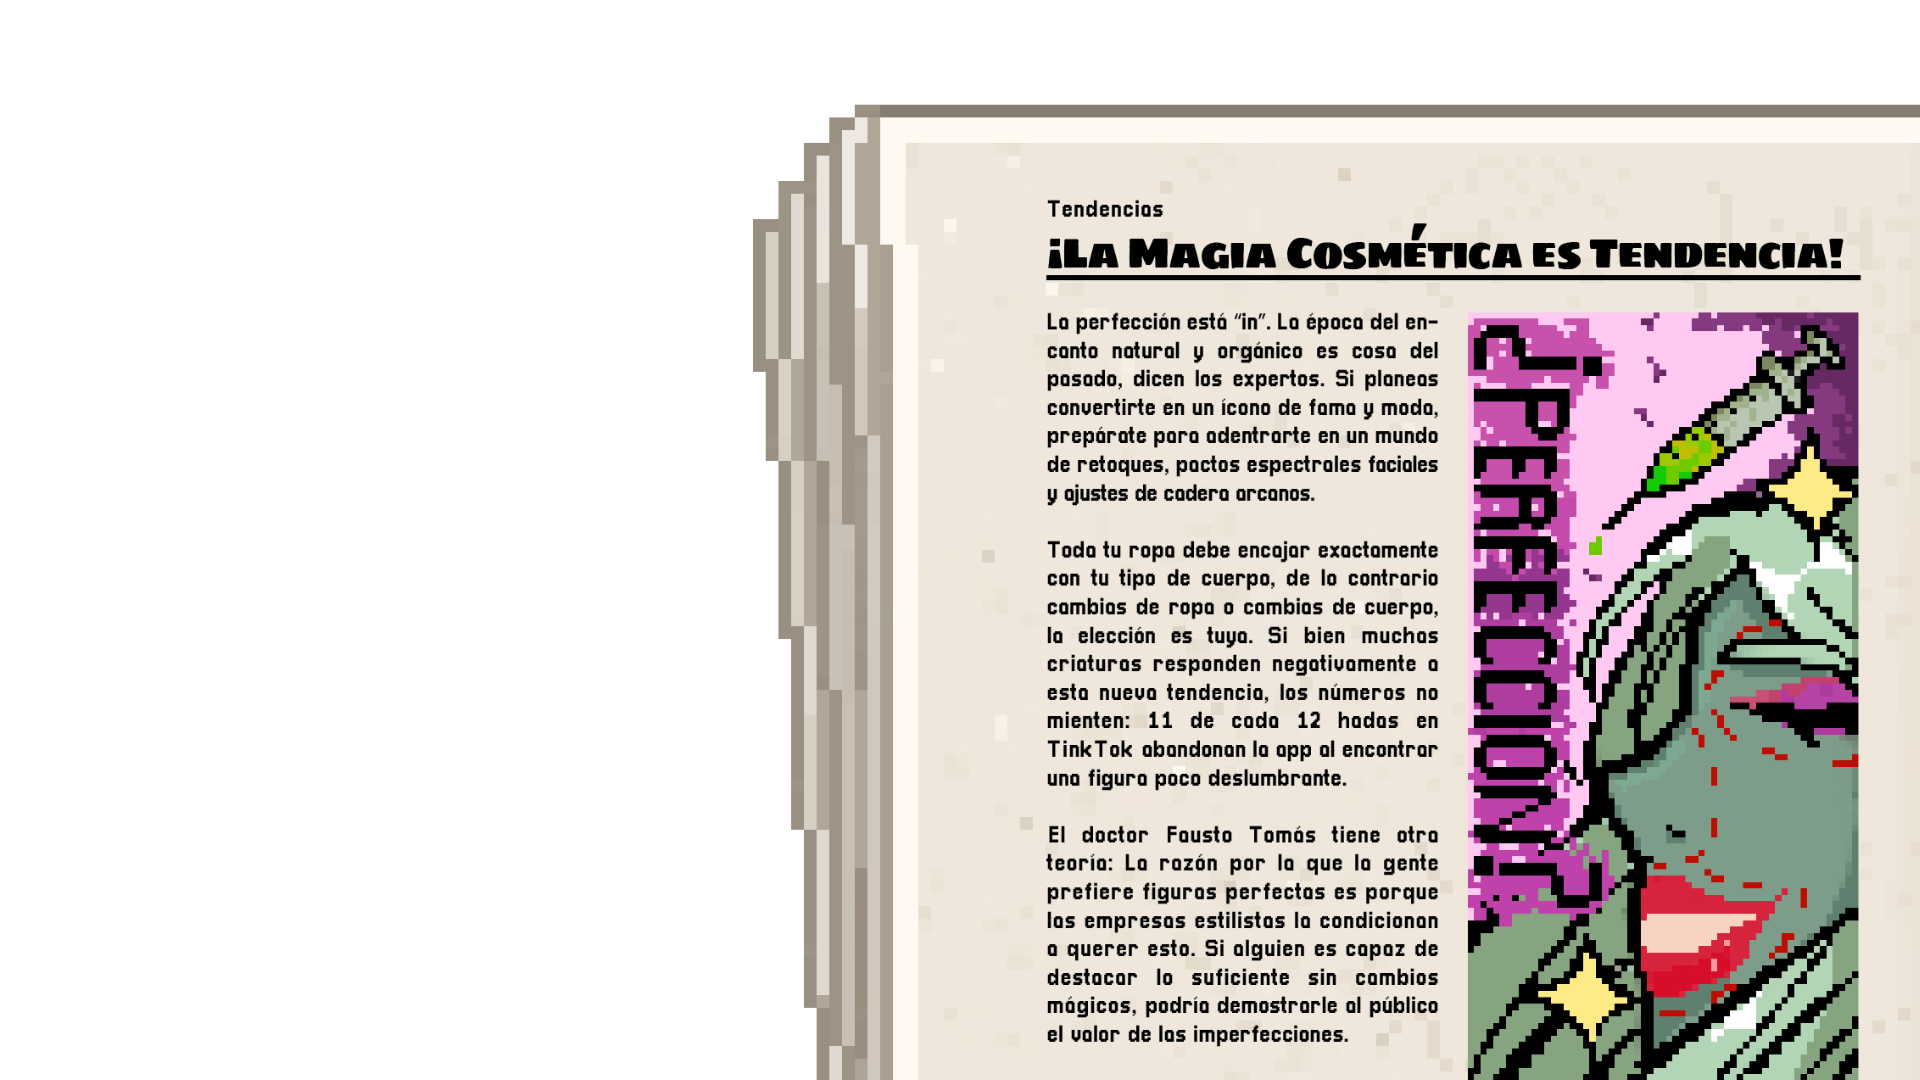 Tendencias
¡La Magia Cosmética es Tendencia!
La perfección está “in”. La época del en-
canto natural y orgánico es cosa del
pasado, dicen los expertos. Si planeas
convertirte en un ícono de fama y moda,
prepárate para adentrarte en un mundo
de retoques, pactos espectrales faciales
y ajustes de cadera arcanos.
Toda tu ropa debe encajar exactamente
con tu tipo de cuerpo, de lo contrario
cambias de ropa o cambias de cuerpo,
la elección es tuya. Si bien muchas
criaturas responden negativamente a
esta nueva tendencia, los números no
mienten: 11 de cada 12 hadas en
TinkTok abandonan la app al encontrar
una figura poco deslumbrante.
El doctor Fausto Tomás tiene otra
teoría: La razón por la que la gente
prefiere figuras perfectas es porque
las empresas estilistas la condicionan
a querer esto. Si alguien es capaz de
destacar lo suficiente sin cambios
mágicos, podría demostrarle al público
el valor de las imperfecciones.
¿PERFECCIÓN?